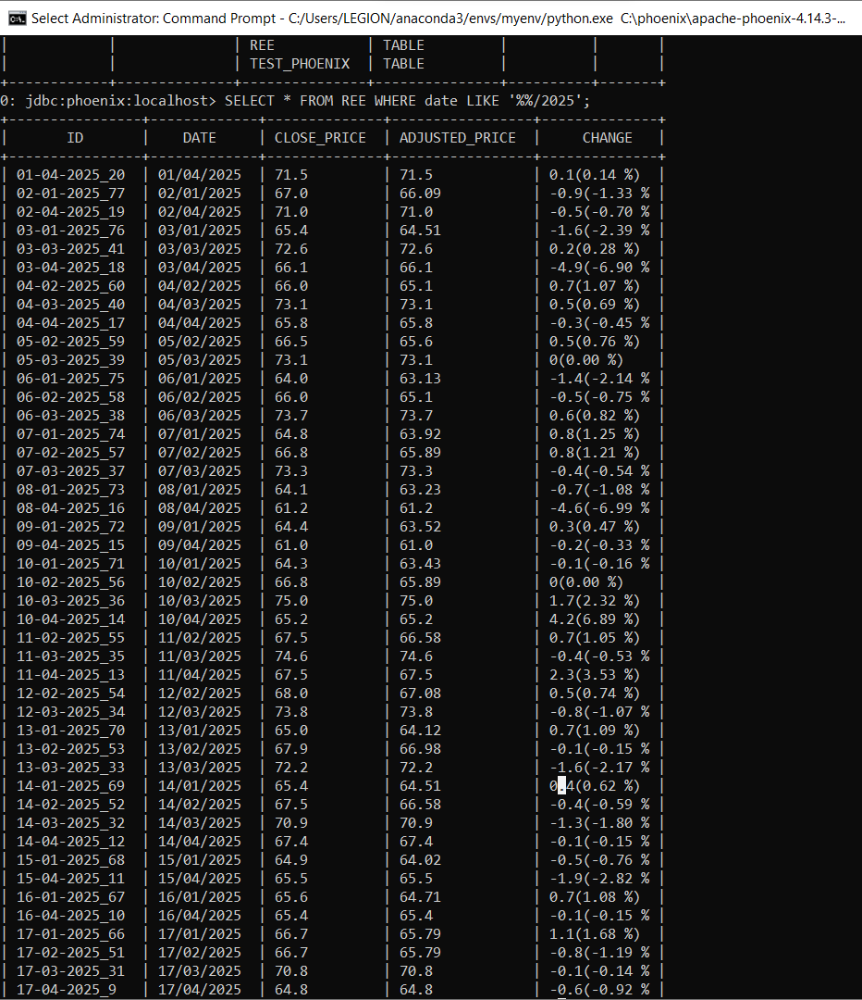 Select Administrator: Command Prompt - C:/Users/LEGION/anaconda3/envs/myenv/python.exe C:\phoenix\apache-phoenix-4.14.3-...
| | | REE | TABLE | | |
| | | TEST_PHOENIX | TABLE | | |
0: jdbc:phoenix:localhost> SELECT * FROM REE WHERE date LIKE '%%/2025';
| ID | DATE | CLOSE_PRICE | ADJUSTED_PRICE | CHANGE |
| 01-04-2025_20 | 01/04/2025 | 71.5 | 71.5 | 0.1(0.14 %) |
| 02-01-2025_77 | 02/01/2025 | 67.0 | 66.09 | -0.9(-1.33 % |
| 02-04-2025_19 | 02/04/2025 | 71.0 | 71.0 | -0.5(-0.70 % |
| 03-01-2025_76 | 03/01/2025 | 65.4 | 64.51 | -1.6(-2.39 % |
| 03-03-2025_41 | 03/03/2025 | 72.6 | 72.6 | 0.2(0.28 %) |
| 03-04-2025_18 | 03/04/2025 | 66.1 | 66.1 | -4.9(-6.90 % |
| 04-02-2025_60 | 04/02/2025 | 66.0 | 65.1 | 0.7(1.07 %) |
| 04-03-2025_40 | 04/03/2025 | 73.1 | 73.1 | 0.5(0.69 %) |
| 04-04-2025_17 | 04/04/2025 | 65.8 | 65.8 | -0.3(-0.45 % |
| 05-02-2025_59 | 05/02/2025 | 66.5 | 65.6 | 0.5(0.76 %) |
| 05-03-2025_39 | 05/03/2025 | 73.1 | 73.1 | 0(0.00 %) |
| 06-01-2025_75 | 06/01/2025 | 64.0 | 63.13 | -1.4(-2.14 % |
| 06-02-2025_58 | 06/02/2025 | 66.0 | 65.1 | -0.5(-0.75 % |
| 06-03-2025_38 | 06/03/2025 | 73.7 | 73.7 | 0.6(0.82 %) |
| 07-01-2025_74 | 07/01/2025 | 64.8 | 63.92 | 0.8(1.25 %) |
| 07-02-2025_57 | 07/02/2025 | 66.8 | 65.89 | 0.8(1.21 %) |
| 07-03-2025_37 | 07/03/2025 | 73.3 | 73.3 | -0.4(-0.54 % |
| 08-01-2025_73 | 08/01/2025 | 64.1 | 63.23 | -0.7(-1.08 % |
| 08-04-2025_16 | 08/04/2025 | 61.2 | 61.2 | -4.6(-6.99 % |
| 09-01-2025_72 | 09/01/2025 | 64.4 | 63.52 | 0.3(0.47 %) |
| 09-04-2025_15 | 09/04/2025 | 61.0 | 61.0 | -0.2(-0.33 % |
| 10-01-2025_71 | 10/01/2025 | 64.3 | 63.43 | -0.1(-0.16 % |
| 10-02-2025_56 | 10/02/2025 | 66.8 | 65.89 | 0(0.00 %) |
| 10-03-2025_36 | 10/03/2025 | 75.0 | 75.0 | 1.7(2.32 %) |
| 10-04-2025_14 | 10/04/2025 | 65.2 | 65.2 | 4.2(6.89 %) |
| 11-02-2025_55 | 11/02/2025 | 67.5 | 66.58 | 0.7(1.05 %) |
| 11-03-2025_35 | 11/03/2025 | 74.6 | 74.6 | -0.4(-0.53 % |
| 11-04-2025_13 | 11/04/2025 | 67.5 | 67.5 | 2.3(3.53 %) |
| 12-02-2025_54 | 12/02/2025 | 68.0 | 67.08 | 0.5(0.74 %) |
| 12-03-2025_34 | 12/03/2025 | 73.8 | 73.8 | -0.8(-1.07 % |
| 13-01-2025_70 | 13/01/2025 | 65.0 | 64.12 | 0.7(1.09 %) |
| 13-02-2025_53 | 13/02/2025 | 67.9 | 66.98 | -0.1(-0.15 % |
| 13-03-2025_33 | 13/03/2025 | 72.2 | 72.2 | -1.6(-2.17 % |
| 14-01-2025_69 | 14/01/2025 | 65.4 | 64.51 | 0.4(0.62 %) |
| 14-02-2025_52 | 14/02/2025 | 67.5 | 66.58 | -0.4(-0.59 % |
| 14-03-2025_32 | 14/03/2025 | 70.9 | 70.9 | -1.3(-1.80 % |
| 14-04-2025_12 | 14/04/2025 | 67.4 | 67.4 | -0.1(-0.15 % |
| 15-01-2025_68 | 15/01/2025 | 64.9 | 64.02 | -0.5(-0.76 % |
| 15-04-2025_11 | 15/04/2025 | 65.5 | 65.5 | -1.9(-2.82 % |
| 16-01-2025_67 | 16/01/2025 | 65.6 | 64.71 | 0.7(1.08 %) |
| 16-04-2025_10 | 16/04/2025 | 65.4 | 65.4 | -0.1(-0.15 % |
| 17-01-2025_66 | 17/01/2025 | 66.7 | 65.79 | 1.1(1.68 %) |
| 17-02-2025_51 | 17/02/2025 | 66.7 | 65.79 | -0.8(-1.19 % |
| 17-03-2025_31 | 17/03/2025 | 70.8 | 70.8 | -0.1(-0.14 % |
| 17-04-2025_9 | 17/04/2025 | 64.8 | 64.8 | -0.6(-0.92 % |